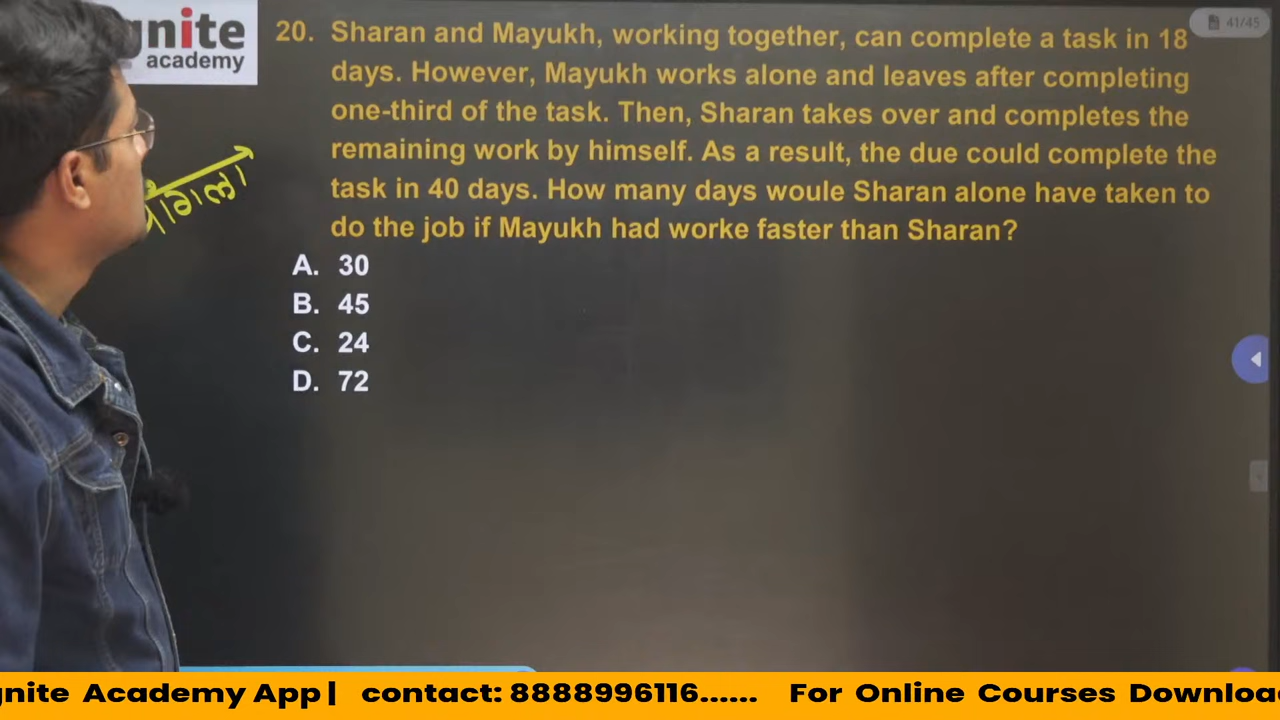 gnite
academy
41/45
20. Sharan and Mayukh, working together, can complete a task in 18
days. However, Mayukh works alone and leaves after completing
one-third of the task. Then, Sharan takes over and completes the
remaining work by himself. As a result, the due could complete the
task in 40 days. How many days woule Sharan alone have taken to
do the job if Mayukh had worke faster than Sharan?
A. 30
B. 45
C. 24
D. 72
gnite Academy App | contact: 8888996116...... For Online Courses Downloa